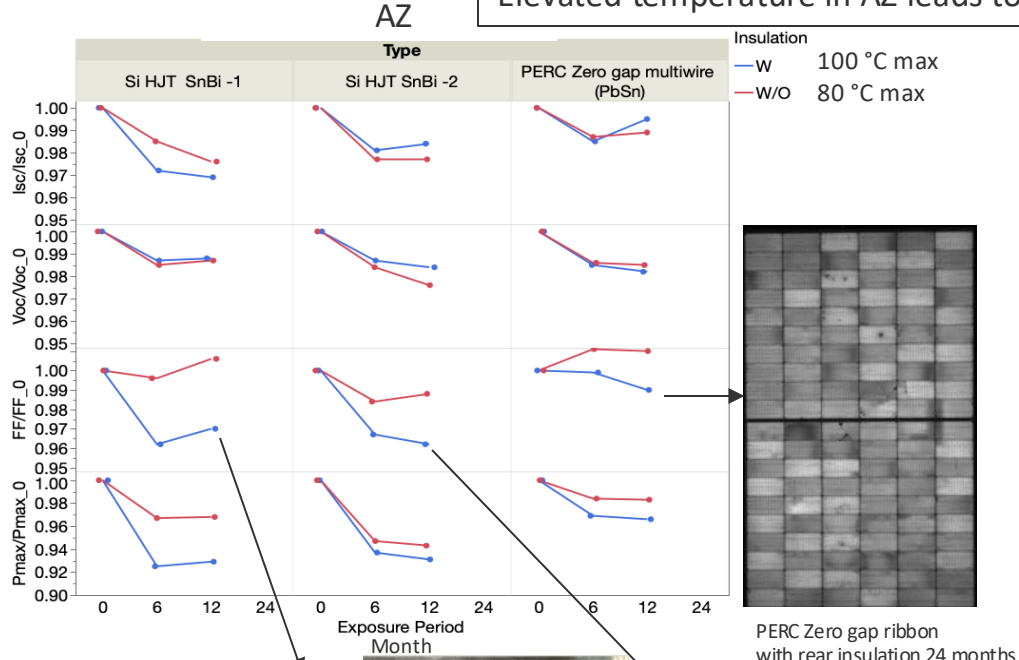 AZ
Elevated temperature in AZ leads to
Type
Si HJT SnBi -1
Si HJT SnBi -2
PERC Zero gap multiwire
(PbSn)
Insulation
W 100 °C max
W/O 80 °C max
Isc/Isc_0
1.00
0.99
0.98
0.97
0.96
0.95
Voc/Voc_0
1.00
0.99
0.98
0.97
0.96
0.95
FF/FF_0
1.00
0.99
0.98
0.97
0.96
0.95
Pmax/Pmax_0
1.00
0.98
0.96
0.94
0.92
0.90
0 6 12 24 0 6 12 24 0 6 12 24
Exposure Period
Month
PERC Zero gap ribbon
with rear insulation 24 months